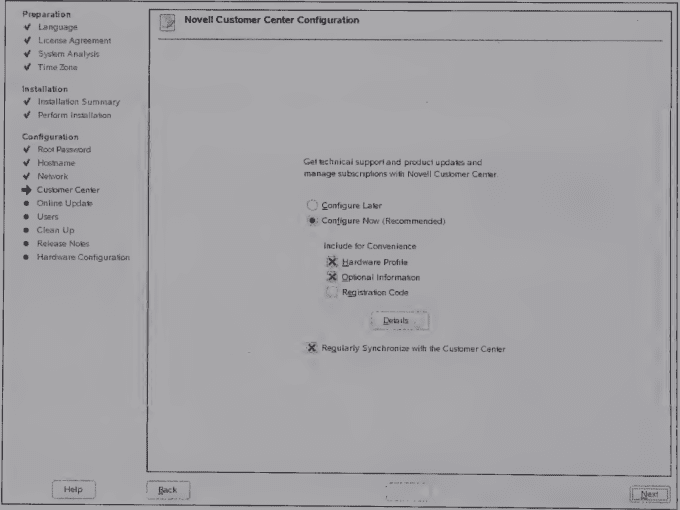 Preparation
Language
License Agreement
System Analysis
Time Zone
Installation
Installation Summary
Perform Installation
Configuration
Root Password
Hostname
Network
Customer Center
Online Update
Users
Clean Up
Release Notes
Hardware Configuration
Novell Customer Center Configuration
Get technical support and product updates and
manage subscriptions with Novell Customer Center.
Configure Later
Configure Now (Recommended)
Include for Convenience
Hardware Profile
Optional Information
Registration Code
Details...
Regularly Synchronize with the Customer Center
Help
Back
Next